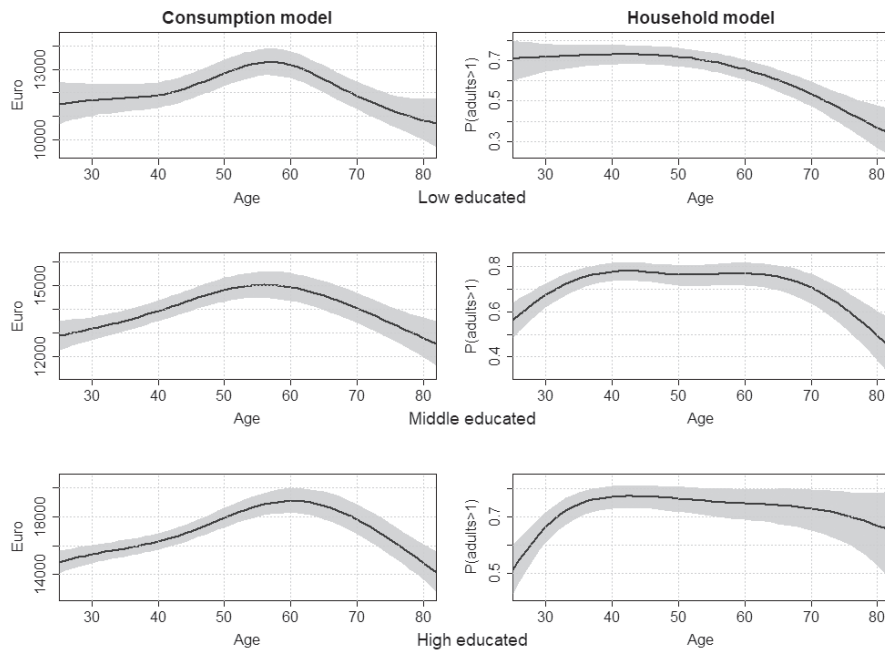 Consumption model
Household model
Euro
10000
13000
30 40 50 60 70 80
Age
P(adults>1)
0.3
0.5
0.7
30 40 50 60 70 80
Age
Low educated
Euro
12000
15000
30 40 50 60 70 80
Age
P(adults>1)
0.4
0.6
0.8
30 40 50 60 70 80
Age
Middle educated
Euro
14000
18000
30 40 50 60 70 80
Age
P(adults>1)
0.5
0.7
30 40 50 60 70 80
Age
High educated